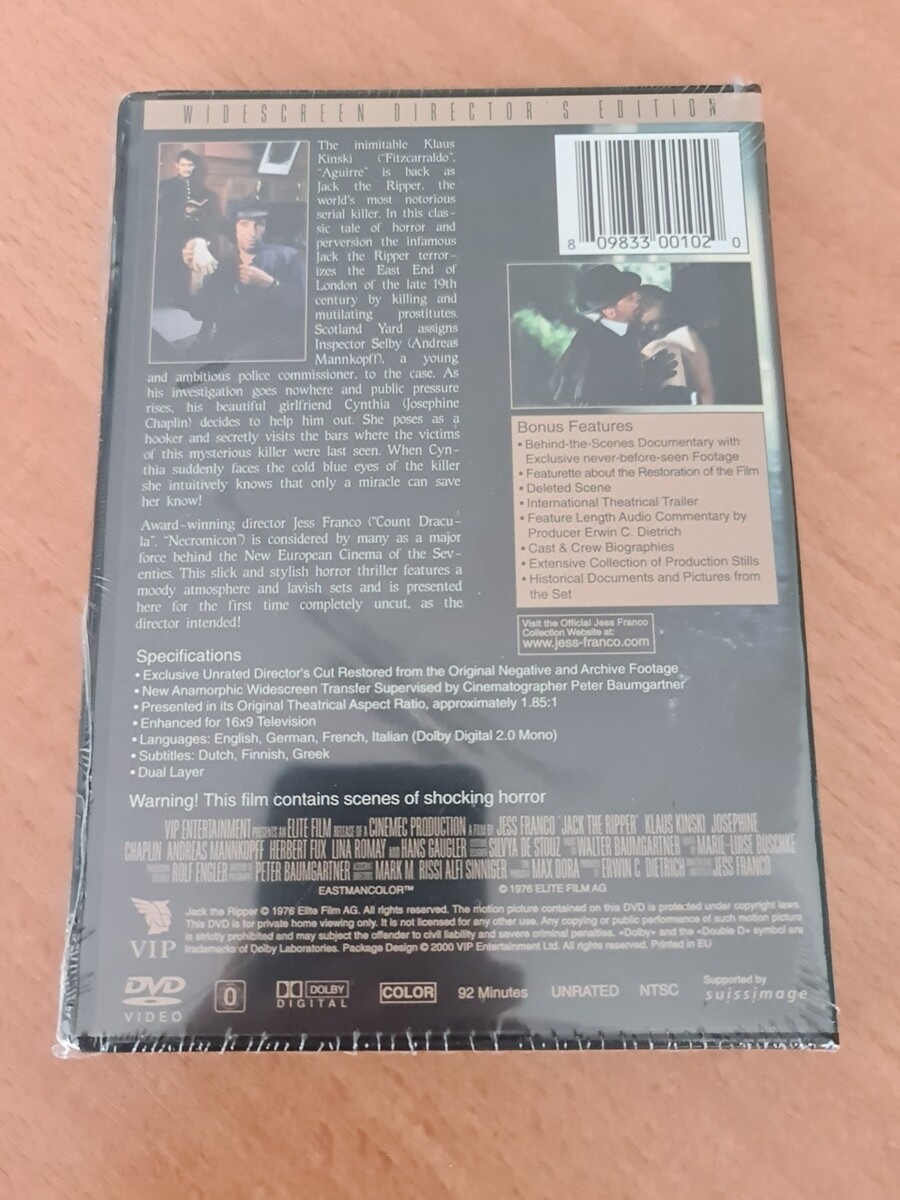 WIDESCREEN DIRECTOR'S EDITION
The inimitable Klaus
Kinski ("Fitzcarraldo",
"Aguirre" is back as
Jack the Ripper, the
world's most notorious
serial killer. In this clas-
sic tale of horror and
perversion the infamous
Jack the Ripper terror-
izes the East End of
London of the late 19th
century by killing and
mutilating prostitutes.
Scotland Yard assigns
Inspector Selby (Andreas
Mannkopff), a young
and ambitious police commissioner, to the case. As
his investigation goes nowhere and public pressure
rises, his beautiful girlfriend Cynthia (Josephine
Chaplin) decides to help him out. She poses as a
hooker and secretly visits the bars where the victims
of this mysterious killer were last seen. When Cyn-
thia suddenly faces the cold blue eyes of the killer
she intuitively knows that only a miracle can save
her know!
Award-winning director Jess Franco ("Count Dracu-
la", "Necromicon") is considered by many as a major
force behind the New European Cinema of the Sev-
enties. This slick and stylish horror thriller features a
moody atmosphere and lavish sets and is presented
here for the first time completely uncut, as the
director intended!
8 09833 00102 0
Bonus Features
• Behind-the-Scenes Documentary with
Exclusive never-before-seen Footage
• Featurette about the Restoration of the Film
• Deleted Scene
• International Theatrical Trailer
• Feature Length Audio Commentary by
Producer Erwin C. Dietrich
• Cast & Crew Biographies
• Extensive Collection of Production Stills
• Historical Documents and Pictures from
the Set
Visit the Official Jess Franco
Collection Website at:
www.jess-franco.com
Specifications
• Exclusive Unrated Director's Cut Restored from the Original Negative and Archive Footage
• New Anamorphic Widescreen Transfer Supervised by Cinematographer Peter Baumgartner
• Presented in its Original Theatrical Aspect Ratio, approximately 1.85:1
• Enhanced for 16x9 Television
• Languages: English, German, French, Italian (Dolby Digital 2.0 Mono)
• Subtitles: Dutch, Finnish, Greek
• Dual Layer
Warning! This film contains scenes of shocking horror
VIP ENTERTAINMENT PRESENTS AN ELITE FILM RELEASE OF A CINEMEC PRODUCTION A FILM BY JESS FRANCO "JACK THE RIPPER" KLAUS KINSKI JOSEPHINE
CHAPLIN ANDREAS MANNKOPFF HERBERT FUX LINA ROMAY AND HANS GAUGLER SILVYA DE STOUZ WALTER BAUMGARTNER MARIE-LOISE BUSCHKE
ROLF ENGLER PETER BAUMGARTNER MARK M. RISSI ALFI SINNIGER MAX DORA ERWIN C. DIETRICH JESS FRANCO
EASTMANCOLOR™ © 1976 ELITE FILM AG
Jack the Ripper © 1976 Elite Film AG. All rights reserved. The motion picture contained on this DVD is protected under copyright laws.
This DVD is for private home viewing only. It is not licensed for any other use. Any copying or public performance of such motion picture
is strictly prohibited and may subject the offender to civil liability and severe criminal penalties. «Dolby» and the «Double D» symbol are
trademarks of Dolby Laboratories. Package Design © 2000 VIP Entertainment Ltd. All rights reserved. Printed in EU
VIP
DVD
VIDEO
0
DOLBY
DIGITAL
COLOR
92 Minutes
UNRATED
NTSC
Supported by
suissimage